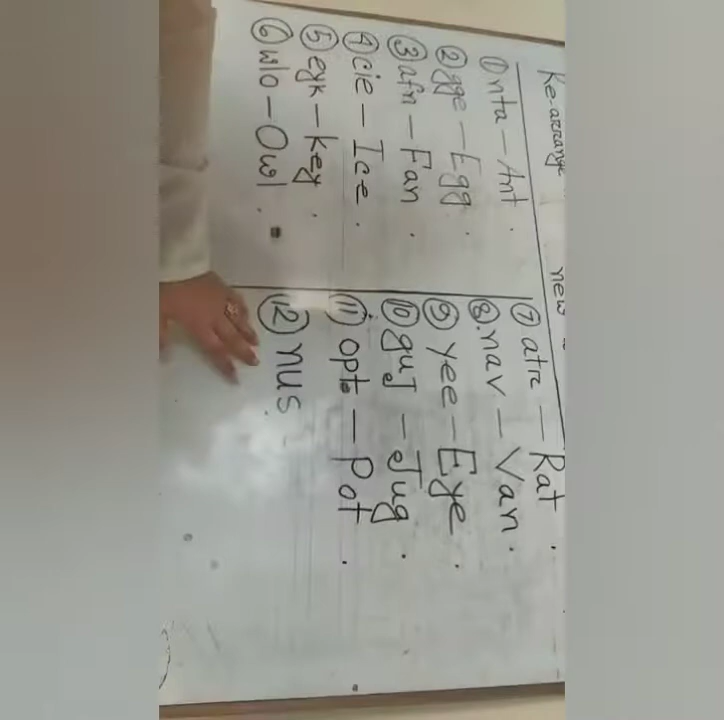 Re-arrange new
① nta – Ant.
② gge – Egg.
③ afn – Fan.
④ cie – Ice.
⑤ eyk – key.
⑥ wlo – Owl.
⑦ atr – Rat.
⑧ nav – Van.
⑨ yee – Eye.
⑩ guj – Jug.
⑪ opt – Pot.
⑫ nus